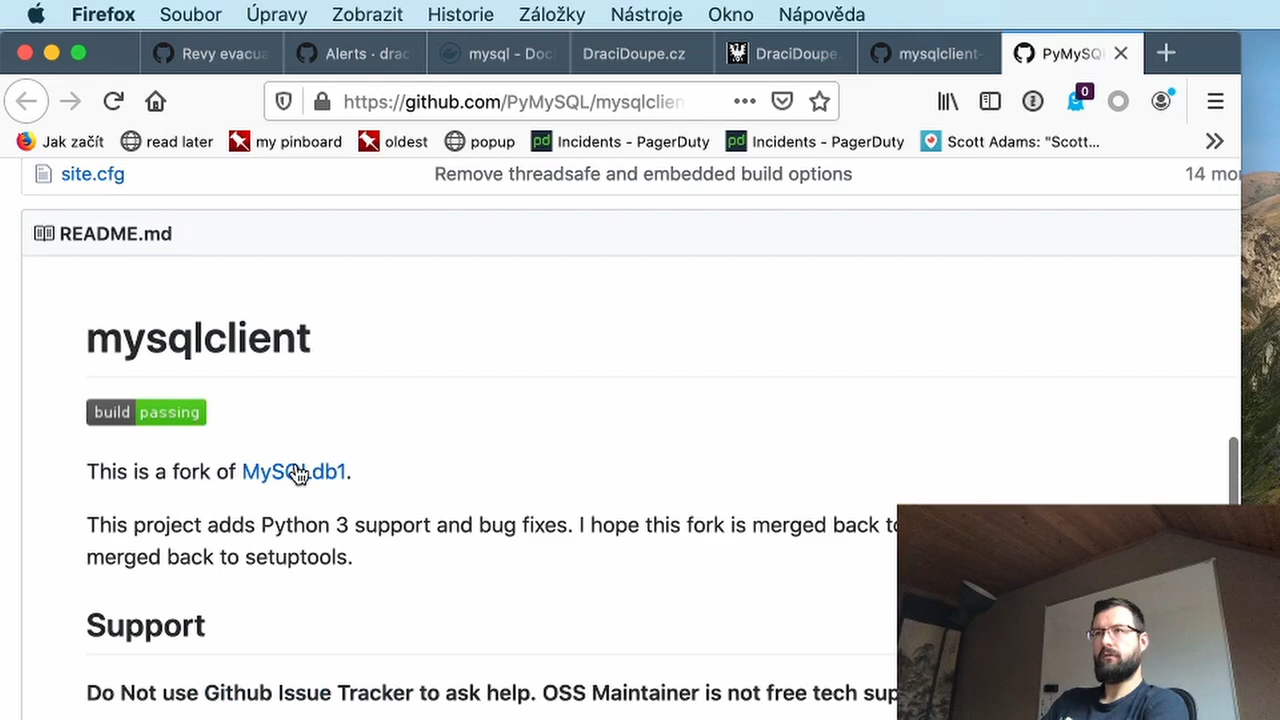 Firefox Soubor Úpravy Zobrazit Historie Záložky Nástroje Okno Nápověda
Revy evacua Alerts · drac mysql - Doc DraciDoupe.cz DraciDoupe. mysqlclient- PyMySQ
https://github.com/PyMySQL/mysqlclien 0
Jak začít read later my pinboard oldest popup Incidents - PagerDuty Incidents - PagerDuty Scott Adams: "Scott...
site.cfg Remove threadsafe and embedded build options 14 mo
README.md
mysqlclient
build passing
This is a fork of MySQLdb1.
This project adds Python 3 support and bug fixes. I hope this fork is merged back to
merged back to setuptools.
Support
Do Not use Github Issue Tracker to ask help. OSS Maintainer is not free tech sup